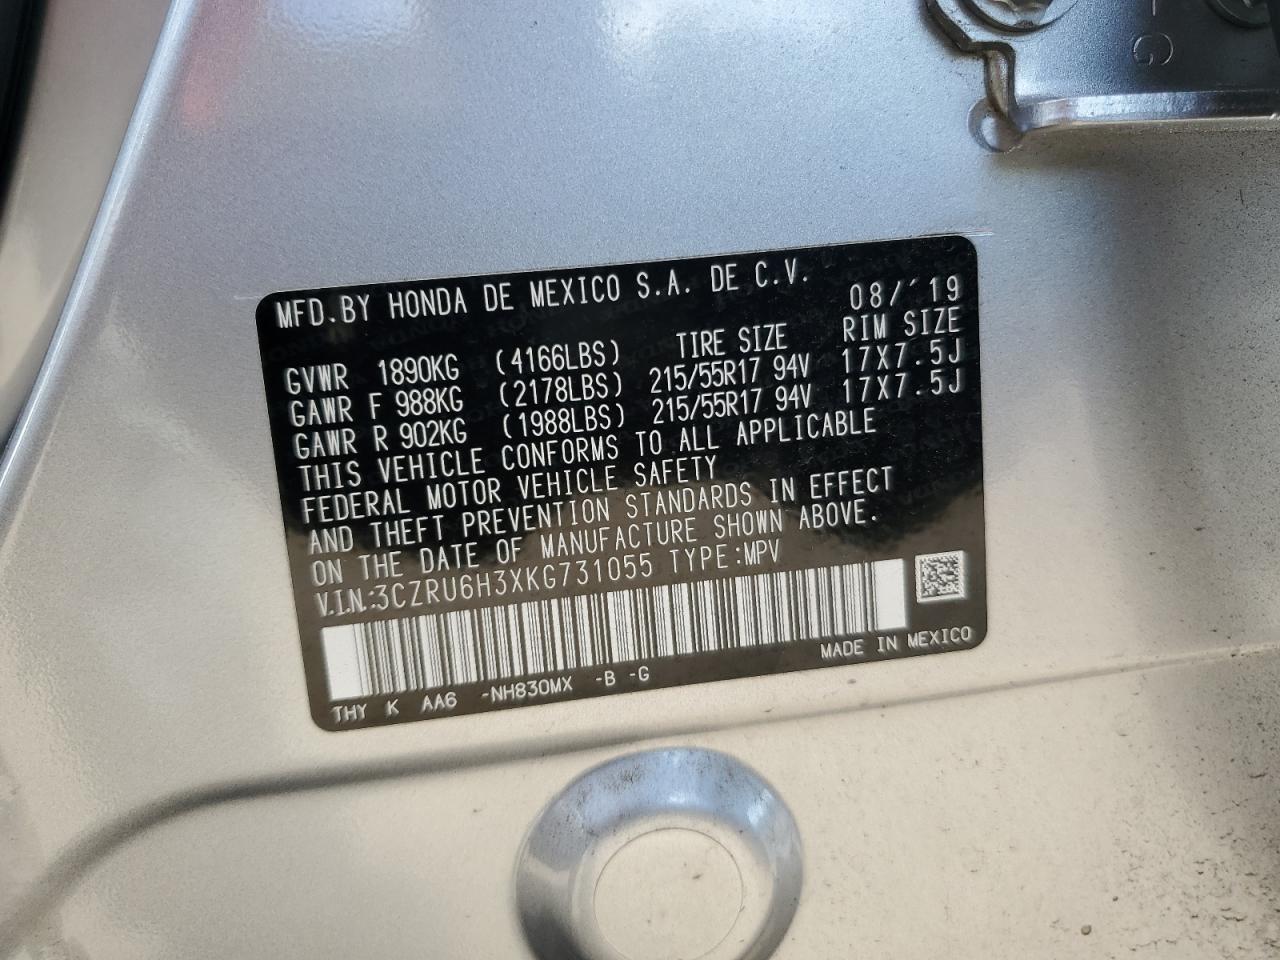 MFD.BY HONDA DE MEXICO S.A. DE C.V. 08/'19
TIRE SIZE RIM SIZE
GVWR 1890KG (4166LBS)
GAWR F 988KG (2178LBS) 215/55R17 94V 17X7.5J
GAWR R 902KG (1988LBS) 215/55R17 94V 17X7.5J
THIS VEHICLE CONFORMS TO ALL APPLICABLE
FEDERAL MOTOR VEHICLE SAFETY
AND THEFT PREVENTION STANDARDS IN EFFECT
ON THE DATE OF MANUFACTURE SHOWN ABOVE.
V.I.N.:3CZRU6H3XKG731055 TYPE:MPV
MADE IN MEXICO
THY K AA6 -NH830MX -B -G